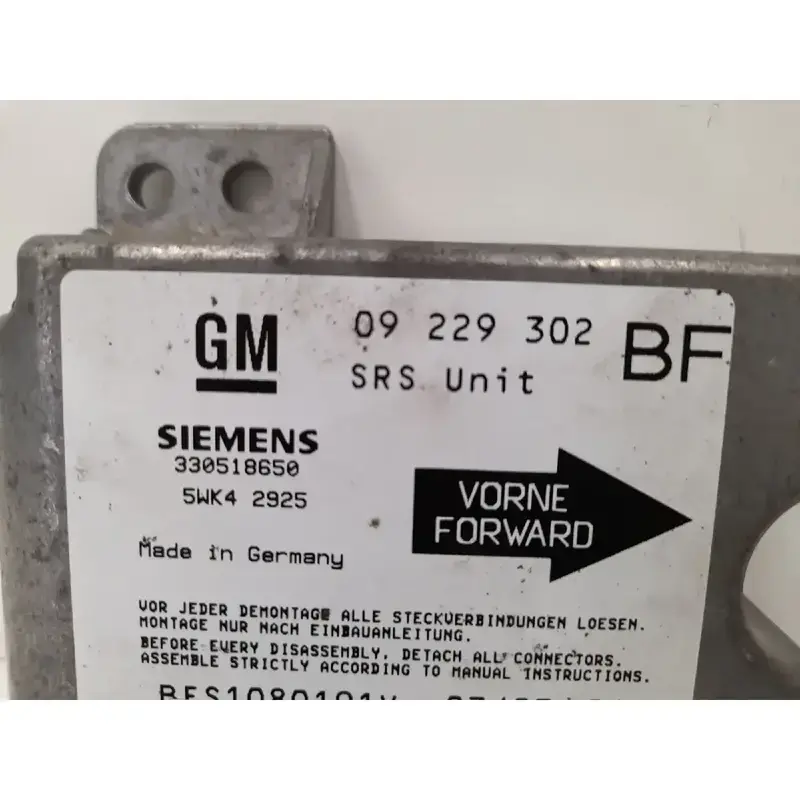 GM
09 229 302 BF
SRS Unit
SIEMENS
330518650
5WK4 2925
Made in Germany
VORNE
FORWARD
VOR JEDER DEMONTAGE ALLE STECKVERBINDUNGEN LOESEN.
MONTAGE NUR NACH EINBAUANLEITUNG.
BEFORE EVERY DISASSEMBLY, DETACH ALL CONNECTORS.
ASSEMBLE STRICTLY ACCORDING TO MANUAL INSTRUCTIONS.